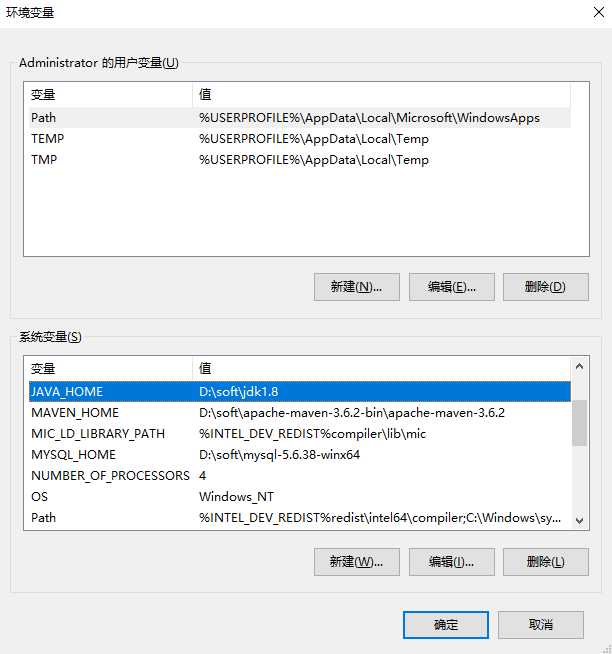 环境变量
Administrator 的用户变量(U)
变量 值
Path %USERPROFILE%\AppData\Local\Microsoft\WindowsApps
TEMP %USERPROFILE%\AppData\Local\Temp
TMP %USERPROFILE%\AppData\Local\Temp
新建(N)... 编辑(E)... 删除(D)
系统变量(S)
变量 值
JAVA_HOME D:\soft\jdk1.8
MAVEN_HOME D:\soft\apache-maven-3.6.2-bin\apache-maven-3.6.2
MIC_LD_LIBRARY_PATH %INTEL_DEV_REDIST%compiler\lib\mic
MYSQL_HOME D:\soft\mysql-5.6.38-winx64
NUMBER_OF_PROCESSORS 4
OS Windows_NT
Path %INTEL_DEV_REDIST%redist\intel64\compiler;C:\Windows\sy...
新建(W)... 编辑(I)... 删除(L)
确定 取消